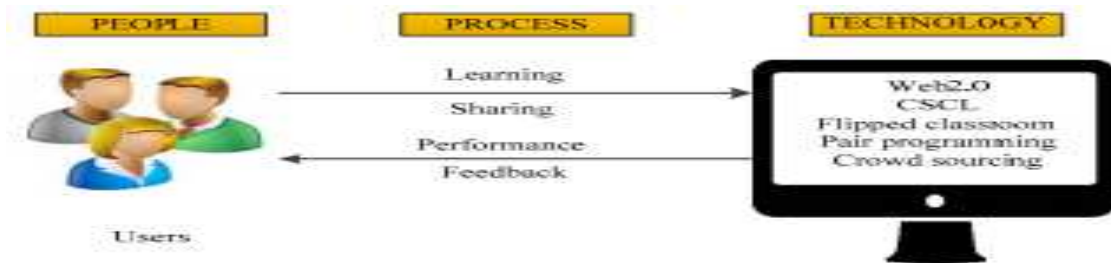 PEOPLE
PROCESS
TECHNOLOGY
Learning
Sharing
Performance
Feedback
Web2.0
CSCL
Flipped classoom
Pair programming
Crowd sourcing
Users